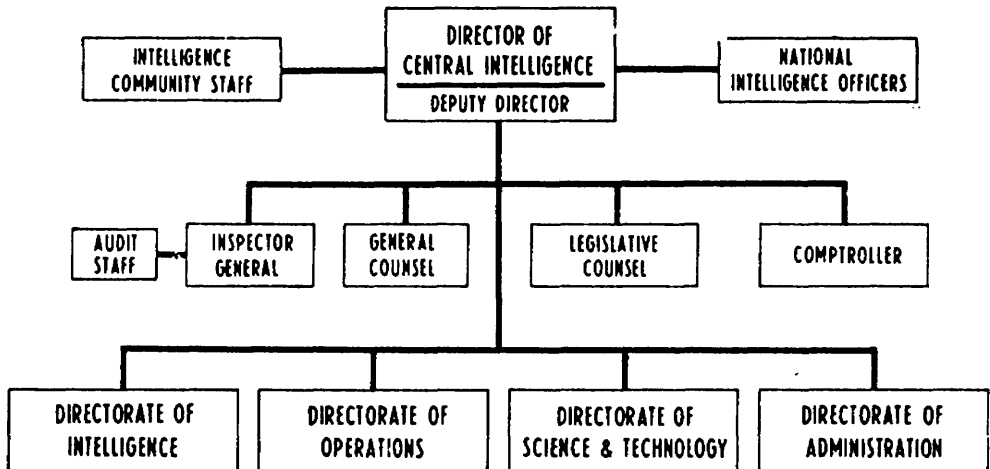 DIRECTOR OF
CENTRAL INTELLIGENCE
DEPUTY DIRECTOR
INTELLIGENCE
COMMUNITY STAFF
NATIONAL
INTELLIGENCE OFFICERS
AUDIT
STAFF
INSPECTOR
GENERAL
GENERAL
COUNSEL
LEGISLATIVE
COUNSEL
COMPTROLLER
DIRECTORATE OF
INTELLIGENCE
DIRECTORATE OF
OPERATIONS
DIRECTORATE OF
SCIENCE & TECHNOLOGY
DIRECTORATE OF
ADMINISTRATION